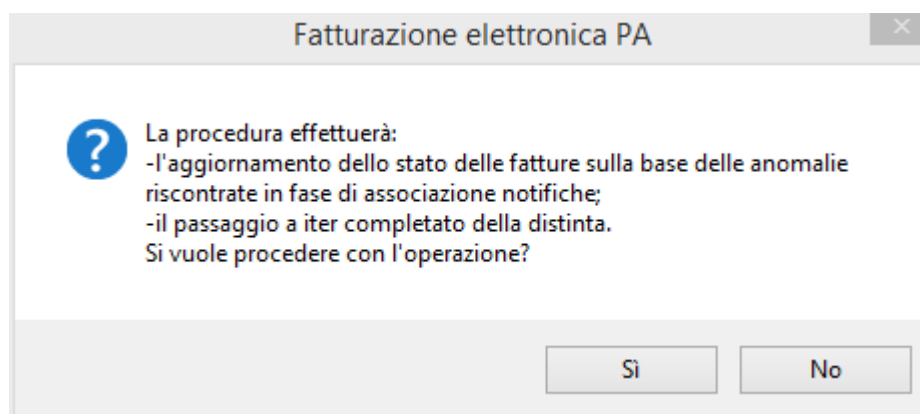 Fatturazione elettronica PA
La procedura effettuerà:
-l'aggiornamento dello stato delle fatture sulla base delle anomalie
riscontrate in fase di associazione notifiche;
-il passaggio a iter completato della distinta.
Si vuole procedere con l'operazione?
Sì
No